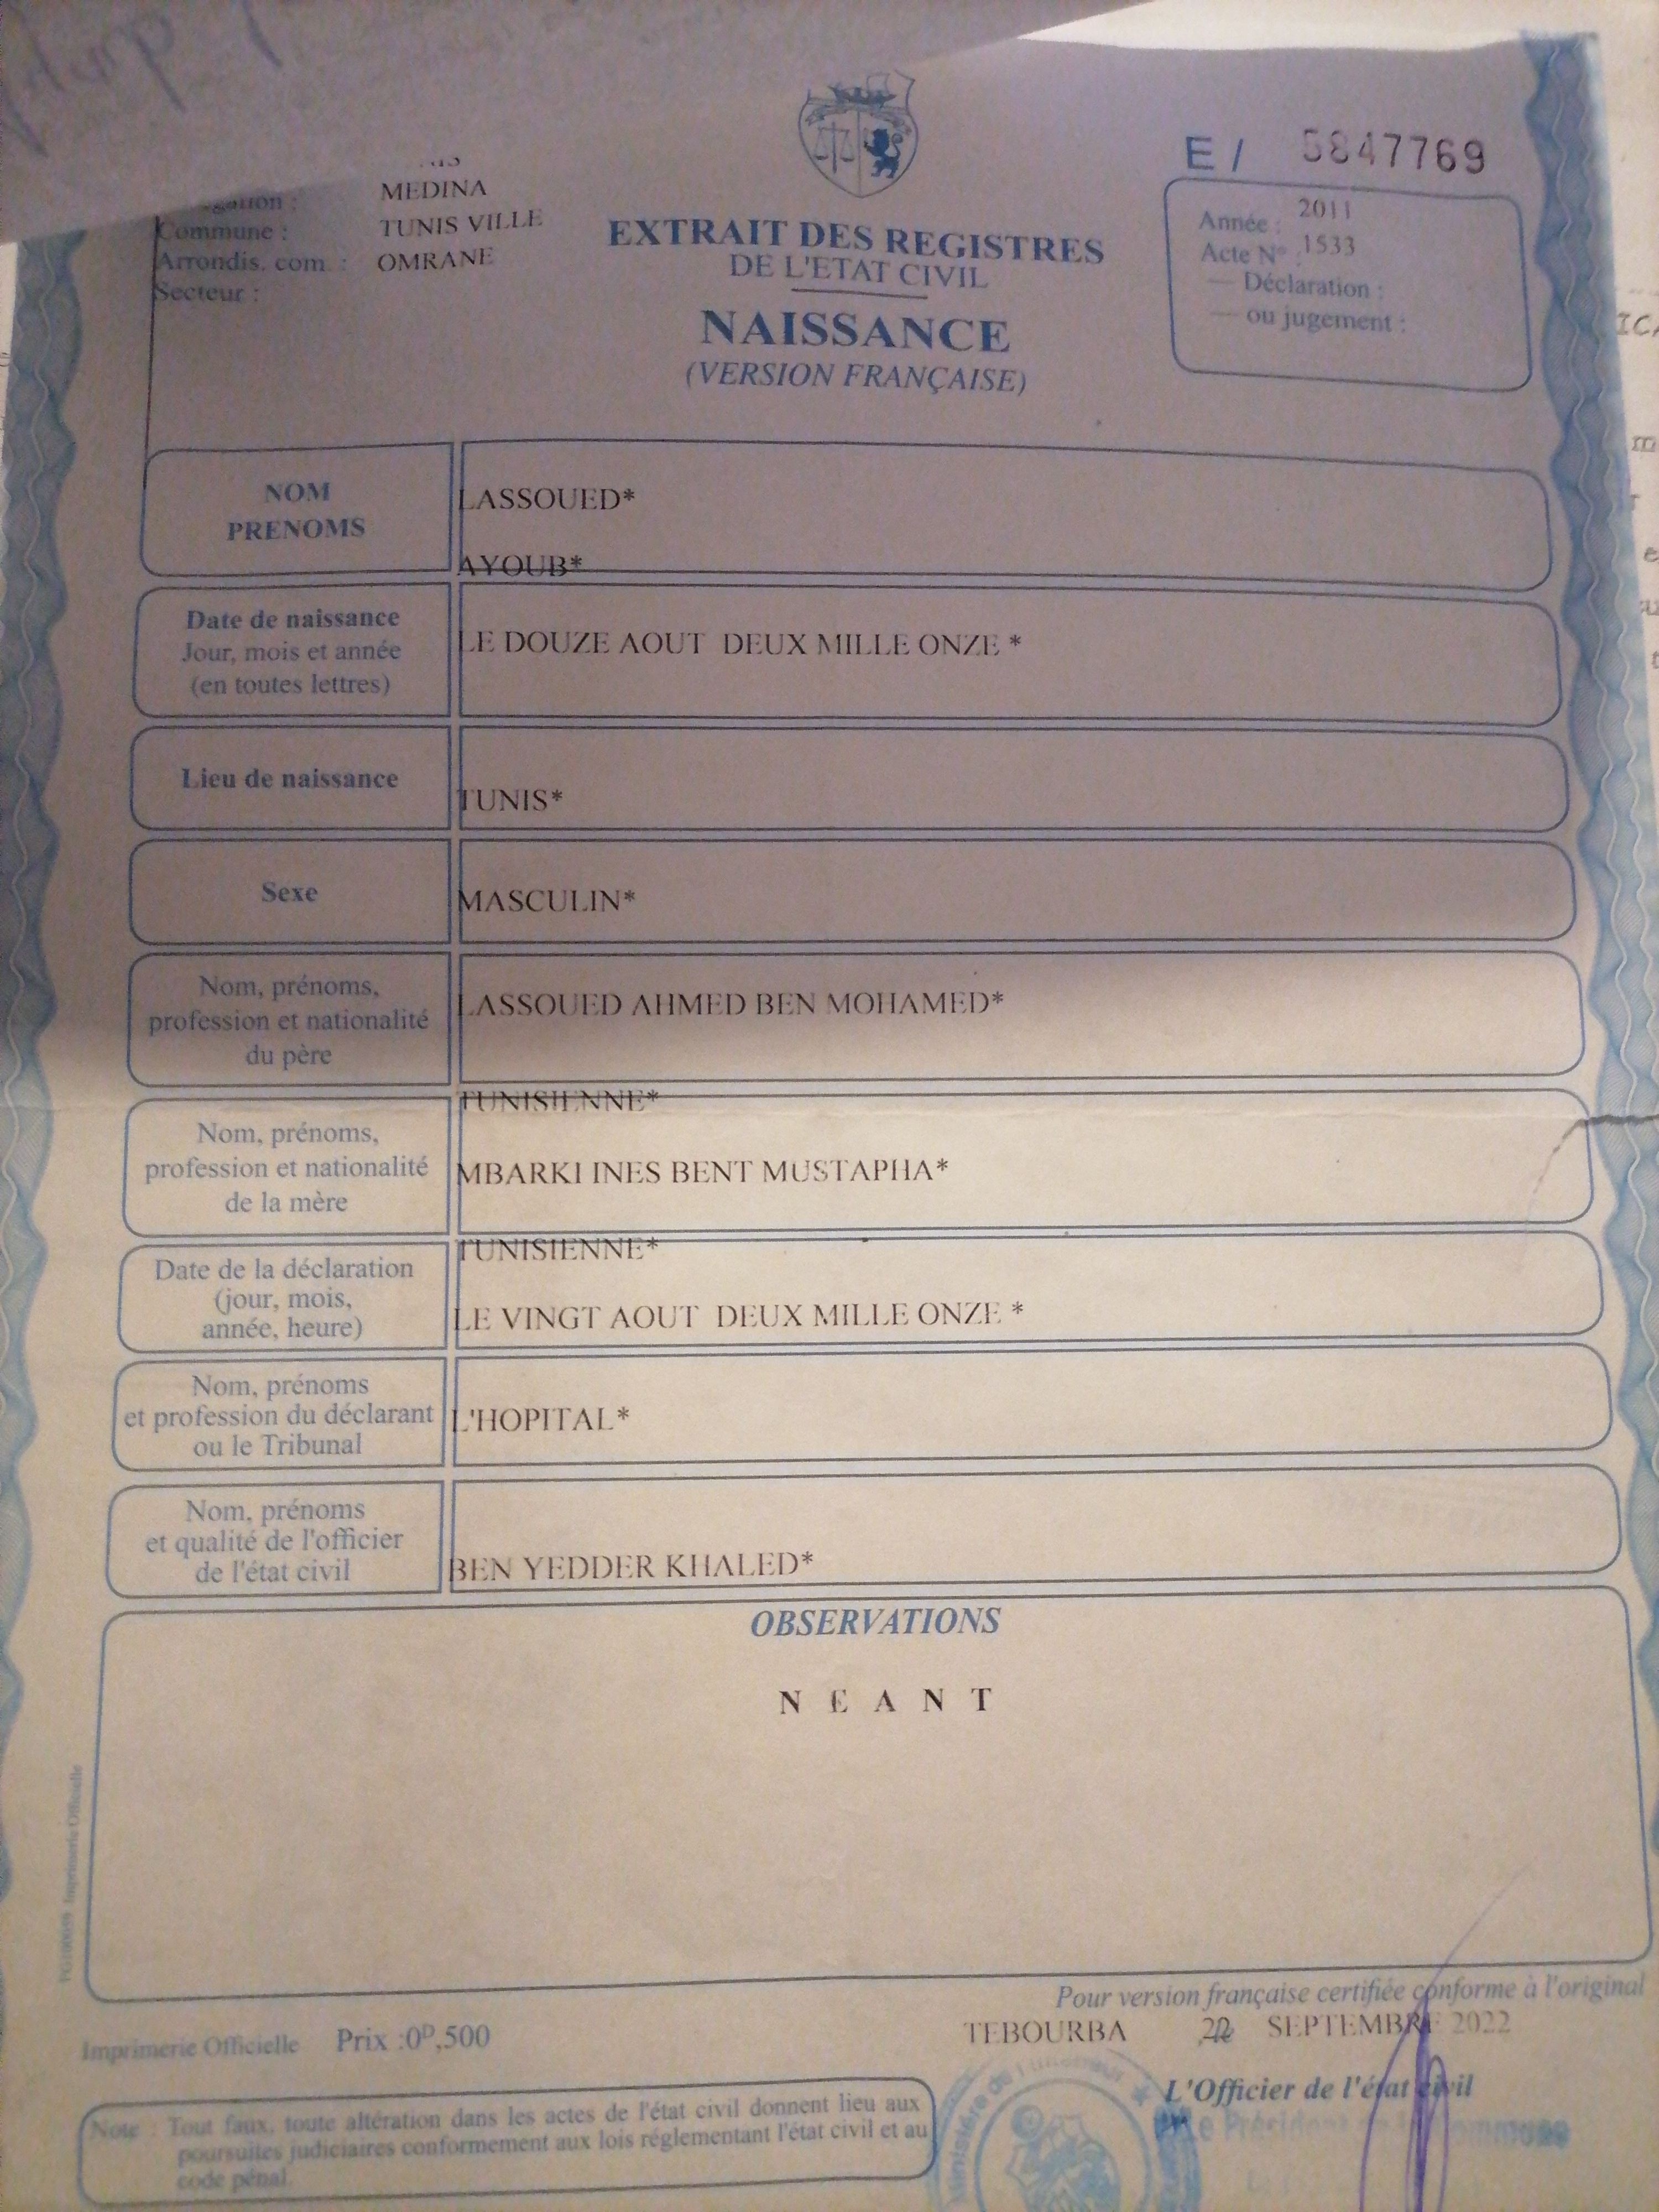 E / 5847769
MEDINA
Commune : TUNIS VILLE
Arrondis. com. : OMRANE
Secteur :
EXTRAIT DES REGISTRES
DE L'ETAT CIVIL
NAISSANCE
(VERSION FRANÇAISE)
Année : 2011
Acte N° : 1533
— Déclaration :
— ou jugement :
NOM
PRENOMS
LASSOUED*
AYOUB*
Date de naissance
Jour, mois et année
(en toutes lettres)
LE DOUZE AOUT DEUX MILLE ONZE *
Lieu de naissance
TUNIS*
Sexe
MASCULIN*
Nom, prénoms,
profession et nationalité
du père
LASSOUED AHMED BEN MOHAMED*
TUNISIENNE*
Nom, prénoms,
profession et nationalité
de la mère
MBARKI INES BENT MUSTAPHA*
TUNISIENNE*
Date de la déclaration
(jour, mois,
année, heure)
LE VINGT AOUT DEUX MILLE ONZE *
Nom, prénoms
et profession du déclarant
ou le Tribunal
L'HOPITAL*
Nom, prénoms
et qualité de l'officier
de l'état civil
BEN YEDDER KHALED*
OBSERVATIONS
N E A N T
Imprimerie Officielle
Pour version française certifiée conforme à l'original
TEBOURBA 22 SEPTEMBRE 2022
L'Officier de l'état civil
Le Président de la Commune
Imprimerie Officielle Prix :0ᴰ,500
Note : Tout faux, toute altération dans les actes de l'état civil donnent lieu aux
poursuites judiciaires conformement aux lois réglementant l'état civil et au
code pénal.